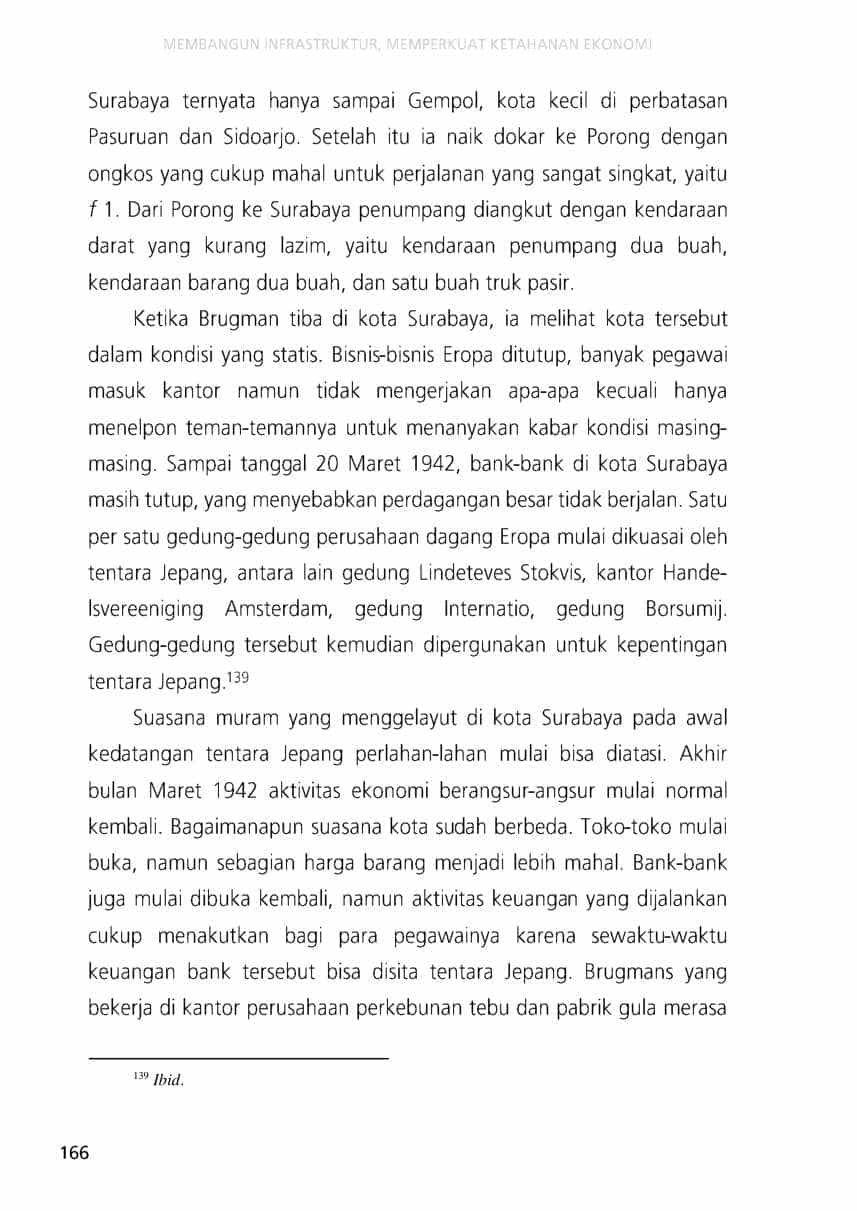 MEMBANGUN INFRASTRUKTUR, MEMPERKUAT KETAHANAN EKONOMI
Surabaya ternyata hanya sampai Gempol, kota kecil di perbatasan
Pasuruan dan Sidoarjo. Setelah itu ia naik dokar ke Porong dengan
ongkos yang cukup mahal untuk perjalanan yang sangat singkat, yaitu
f 1. Dari Porong ke Surabaya penumpang diangkut dengan kendaraan
darat yang kurang lazim, yaitu kendaraan penumpang dua buah,
kendaraan barang dua buah, dan satu buah truk pasir.
Ketika Brugman tiba di kota Surabaya, ia melihat kota tersebut
dalam kondisi yang statis. Bisnis-bisnis Eropa ditutup, banyak pegawai
masuk kantor namun tidak mengerjakan apa-apa kecuali hanya
menelpon teman-temannya untuk menanyakan kabar kondisi masing-
masing. Sampai tanggal 20 Maret 1942, bank-bank di kota Surabaya
masih tutup, yang menyebabkan perdagangan besar tidak berjalan. Satu
per satu gedung-gedung perusahaan dagang Eropa mulai dikuasai oleh
tentara Jepang, antara lain gedung Lindeteves Stokvis, kantor Hande-
lsvereeniging Amsterdam, gedung Internatio, gedung Borsumij.
Gedung-gedung tersebut kemudian dipergunakan untuk kepentingan
tentara Jepang.139
Suasana muram yang menggelayut di kota Surabaya pada awal
kedatangan tentara Jepang perlahan-lahan mulai bisa diatasi. Akhir
bulan Maret 1942 aktivitas ekonomi berangsur-angsur mulai normal
kembali. Bagaimanapun suasana kota sudah berbeda. Toko-toko mulai
buka, namun sebagian harga barang menjadi lebih mahal. Bank-bank
juga mulai dibuka kembali, namun aktivitas keuangan yang dijalankan
cukup menakutkan bagi para pegawainya karena sewaktu-waktu
keuangan bank tersebut bisa disita tentara Jepang. Brugmans yang
bekerja di kantor perusahaan perkebunan tebu dan pabrik gula merasa
139 Ibid.
166